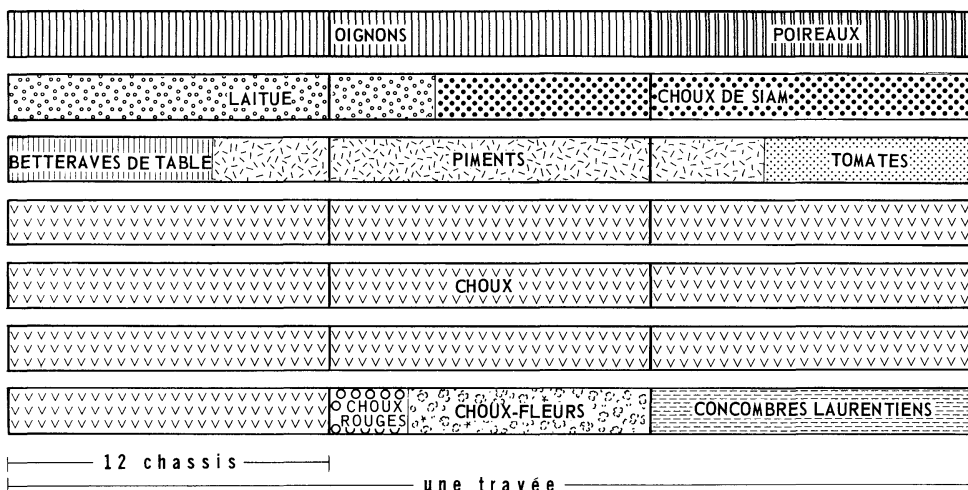 OIGNONS POIREAUX
LAITUE CHOUX DE SIAM
BETTERAVES DE TABLE PIMENTS TOMATES
CHOUX
CHOUX ROUGES CHOUX-FLEURS CONCOMBRES LAURENTIENS
12 chassis
une travée